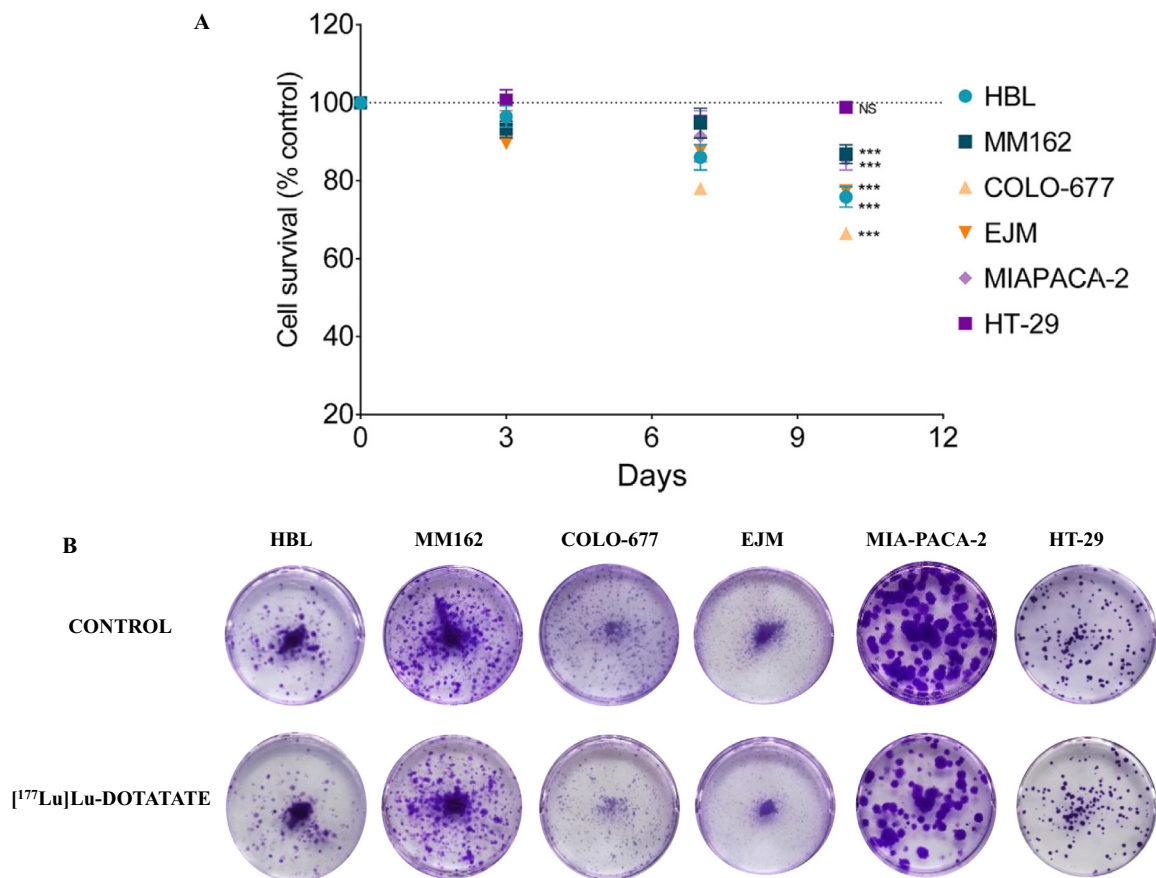 A
Cell survival (% control)
120
100
80
60
40
20
0
3
6
9
12
Days
NS
***
***
***
***
***
HBL
MM162
COLO-677
EJM
MIAPACA-2
HT-29
B
HBL MM162 COLO-677 EJM MIA-PACA-2 HT-29
CONTROL
[¹⁷⁷Lu]Lu-DOTATATE